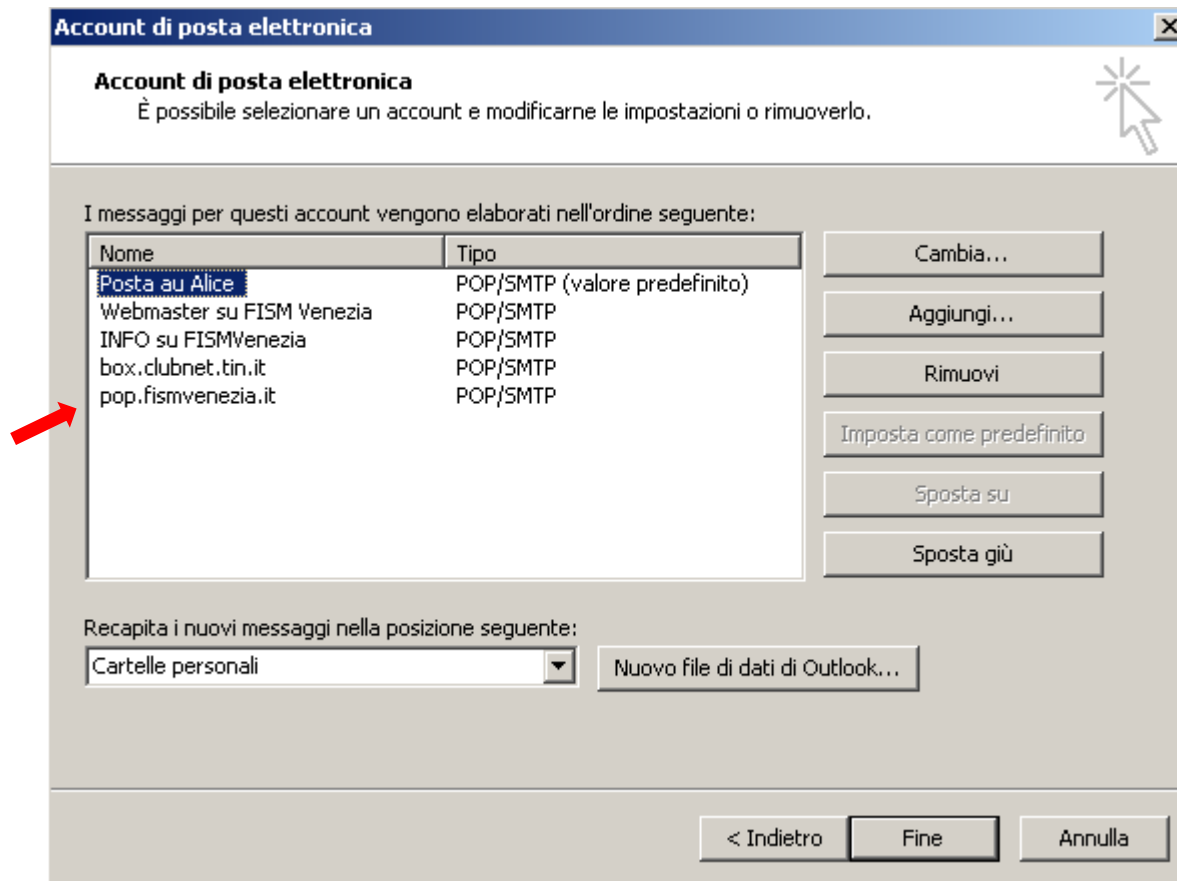 Account di posta elettronica
Account di posta elettronica
È possibile selezionare un account e modificarne le impostazioni o rimuoverlo.
I messaggi per questi account vengono elaborati nell'ordine seguente:
Nome Tipo
Posta au Alice POP/SMTP (valore predefinito)
Webmaster su FISM Venezia POP/SMTP
INFO su FISMVenezia POP/SMTP
box.clubnet.tin.it POP/SMTP
pop.fismvenezia.it POP/SMTP
Cambia...
Aggiungi...
Rimuovi
Imposta come predefinito
Sposta su
Sposta giù
Recapita i nuovi messaggi nella posizione seguente:
Cartelle personali
Nuovo file di dati di Outlook...
< Indietro
Fine
Annulla